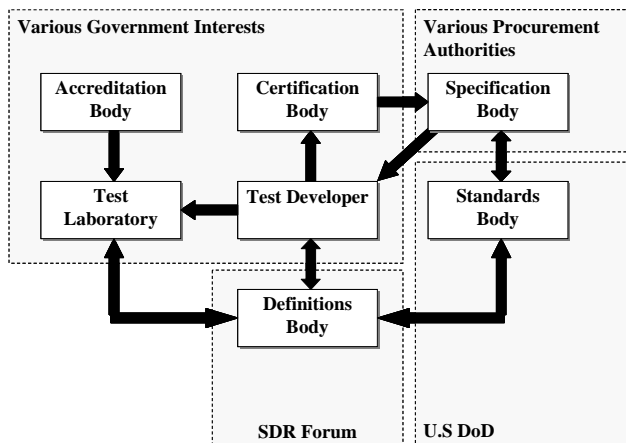 Various Government Interests
Various Procurement
Authorities
Accreditation
Body
Certification
Body
Specification
Body
Test
Laboratory
Test Developer
Standards
Body
Definitions
Body
SDR Forum
U.S DoD